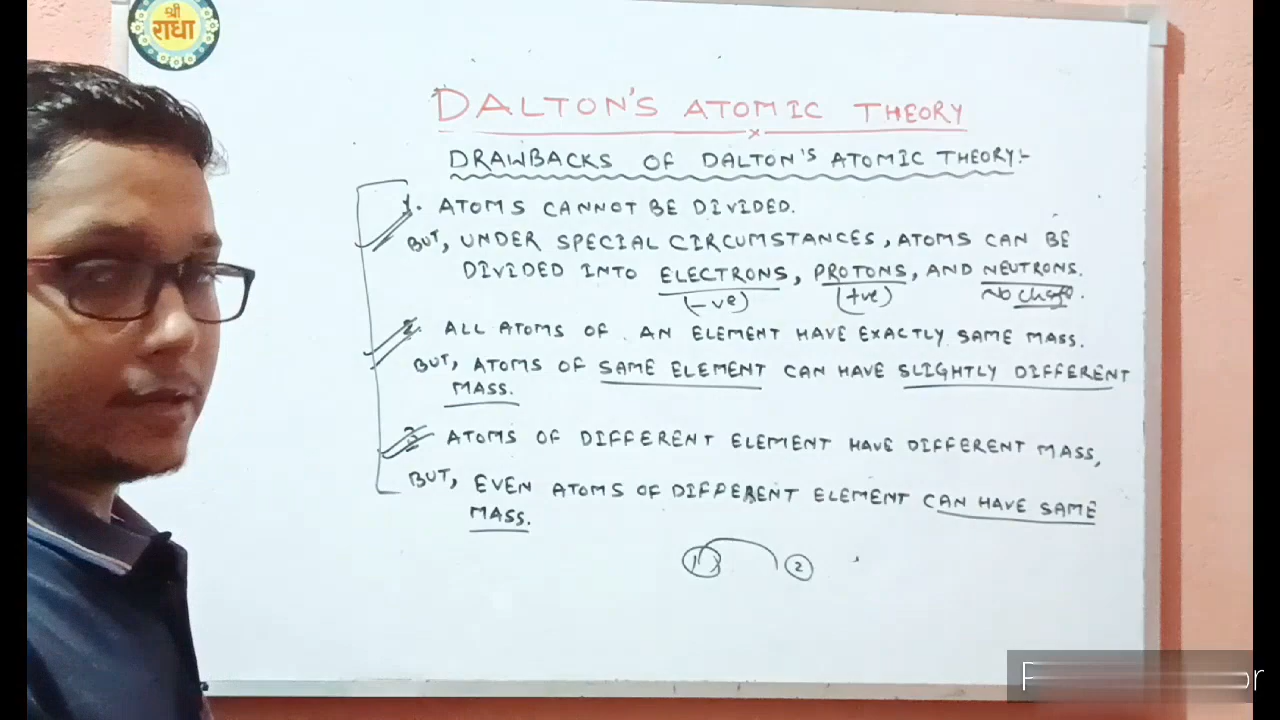 श्री
राधा
DALTON'S ATOMIC THEORY
x
DRAWBACKS OF DALTON'S ATOMIC THEORY:-
1. ATOMS CANNOT BE DIVIDED.
BUT, UNDER SPECIAL CIRCUMSTANCES, ATOMS CAN BE
DIVIDED INTO ELECTRONS, PROTONS, AND NEUTRONS.
(-ve) (+ve) No charge.
2. ALL ATOMS OF AN ELEMENT HAVE EXACTLY SAME MASS.
BUT, ATOMS OF SAME ELEMENT CAN HAVE SLIGHTLY DIFFERENT
MASS.
3. ATOMS OF DIFFERENT ELEMENT HAVE DIFFERENT MASS,
BUT, EVEN ATOMS OF DIFFERENT ELEMENT CAN HAVE SAME
MASS.
1 2